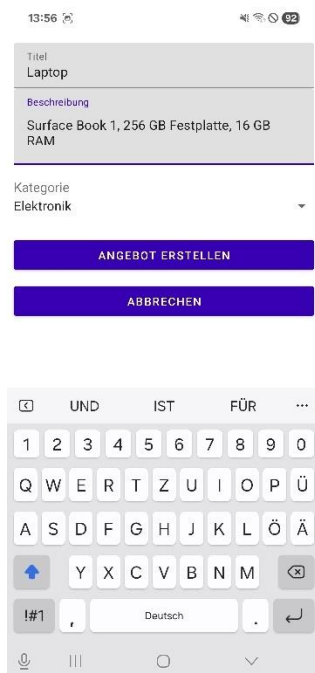 13:56
92
Titel
Laptop
Beschreibung
Surface Book 1, 256 GB Festplatte, 16 GB
RAM
Kategorie
Elektronik
ANGEBOT ERSTELLEN
ABBRECHEN
UND IST FÜR ...
1 2 3 4 5 6 7 8 9 0
Q W E R T Z U I O P Ü
A S D F G H J K L Ö Ä
Y X C V B N M
!#1 , Deutsch .